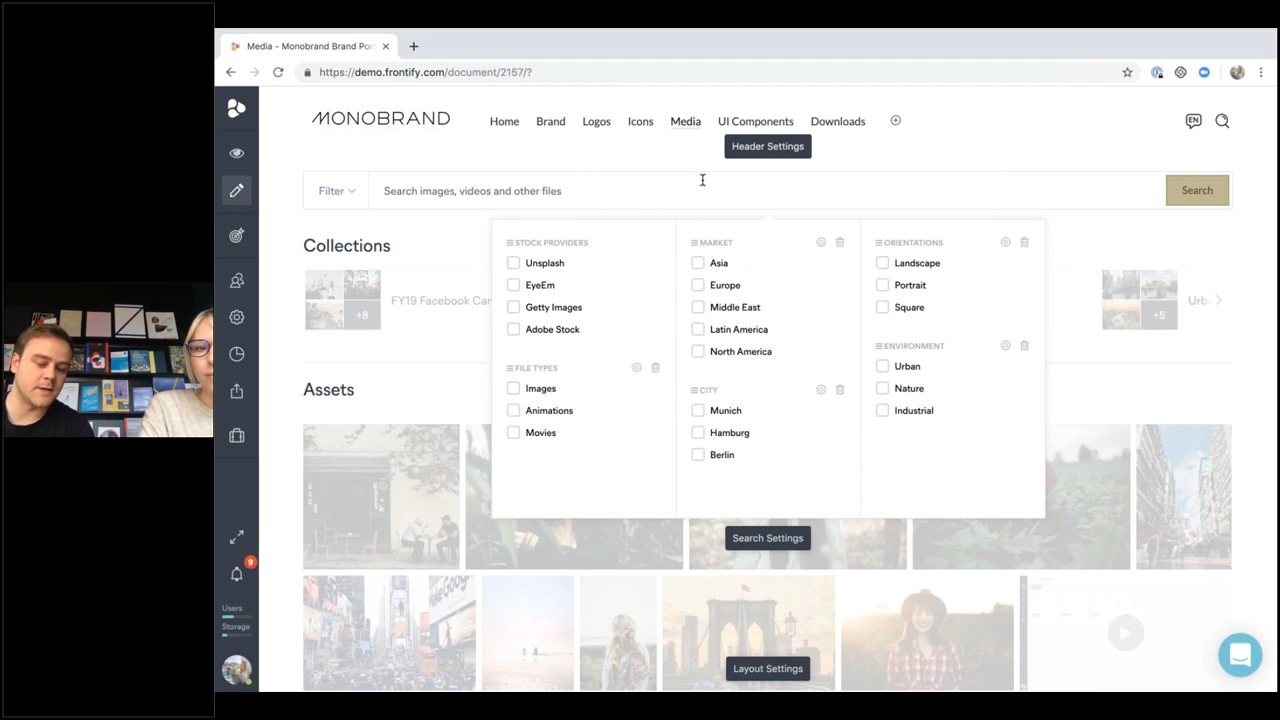 Media - Monobrand Brand Por
https://demo.frontify.com/document/2157/?
MONOBRAND
Home Brand Logos Icons Media UI Components Downloads
EN
Header Settings
Filter
Search images, videos and other files
Search
Collections
+8
FY19 Facebook Car
+5
Urb
STOCK PROVIDERS
Unsplash
EyeEm
Getty Images
Adobe Stock
FILE TYPES
Images
Animations
Movies
MARKET
Asia
Europe
Middle East
Latin America
North America
CITY
Munich
Hamburg
Berlin
ORIENTATIONS
Landscape
Portrait
Square
ENVIRONMENT
Urban
Nature
Industrial
Assets
Search Settings
Layout Settings
9
Users
Storage